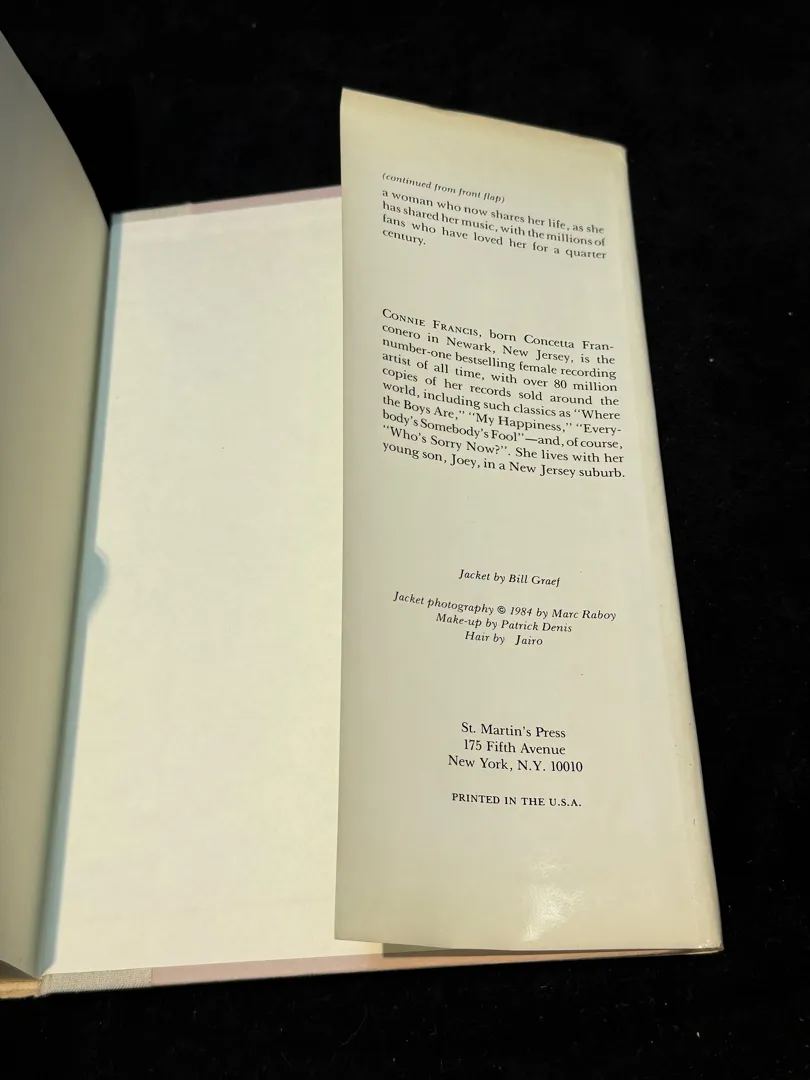 (continued from front flap)
a woman who now shares her life, as she
has shared her music, with the millions of
fans who have loved her for a quarter
century.
CONNIE FRANCIS, born Concetta Fran-
conero in Newark, New Jersey, is the
number-one bestselling female recording
artist of all time, with over 80 million
copies of her records sold around the
world, including such classics as “Where
the Boys Are,” “My Happiness,” “Every-
body’s Somebody’s Fool”—and, of course,
“Who’s Sorry Now?”. She lives with her
young son, Joey, in a New Jersey suburb.
Jacket by Bill Graef
Jacket photography © 1984 by Marc Raboy
Make-up by Patrick Denis
Hair by Jairo
St. Martin’s Press
175 Fifth Avenue
New York, N.Y. 10010
PRINTED IN THE U.S.A.